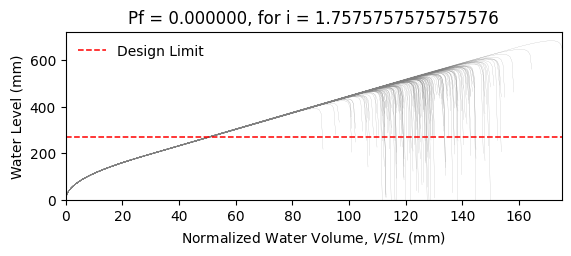 Pf = 0.000000, for i = 1.7575757575757576
Design Limit
Water Level (mm)
600
400
200
0
0 20 40 60 80 100 120 140 160
Normalized Water Volume, V/SL (mm)